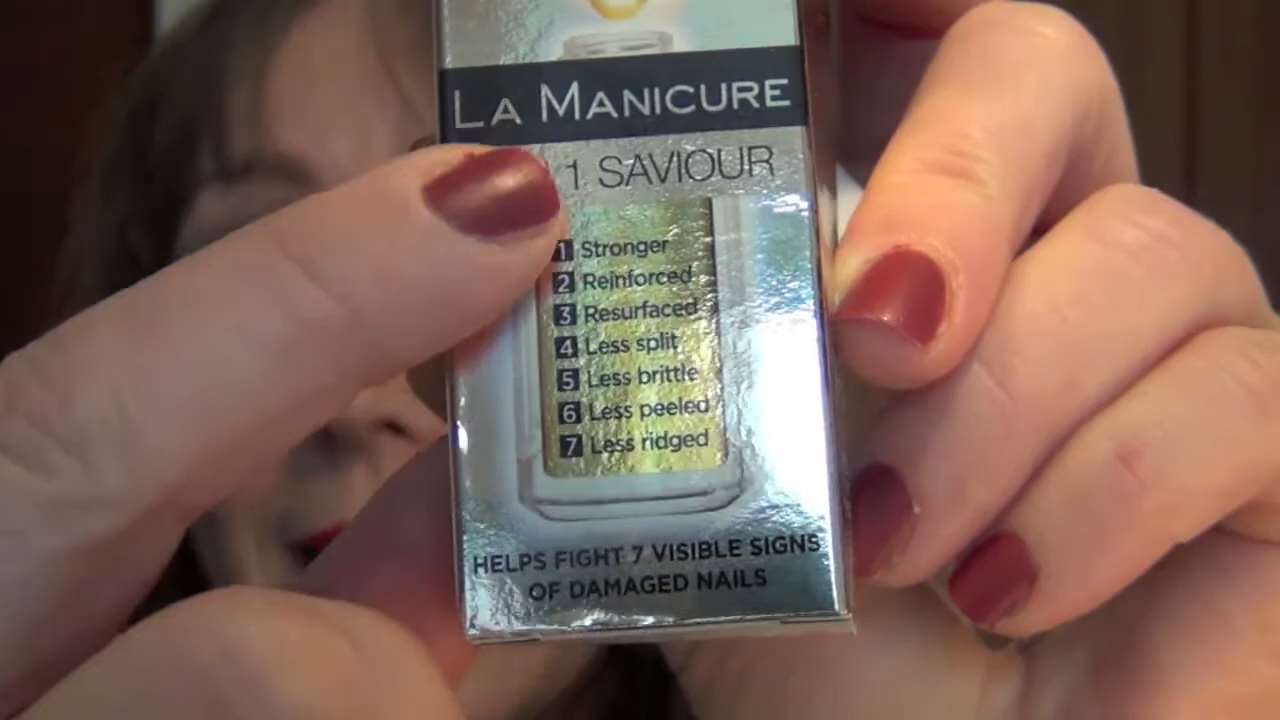 LA MANICURE
1 SAVIOUR
1 Stronger
2 Reinforced
3 Resurfaced
4 Less split
5 Less brittle
6 Less peeled
7 Less ridged
HELPS FIGHT 7 VISIBLE SIGNS
OF DAMAGED NAILS